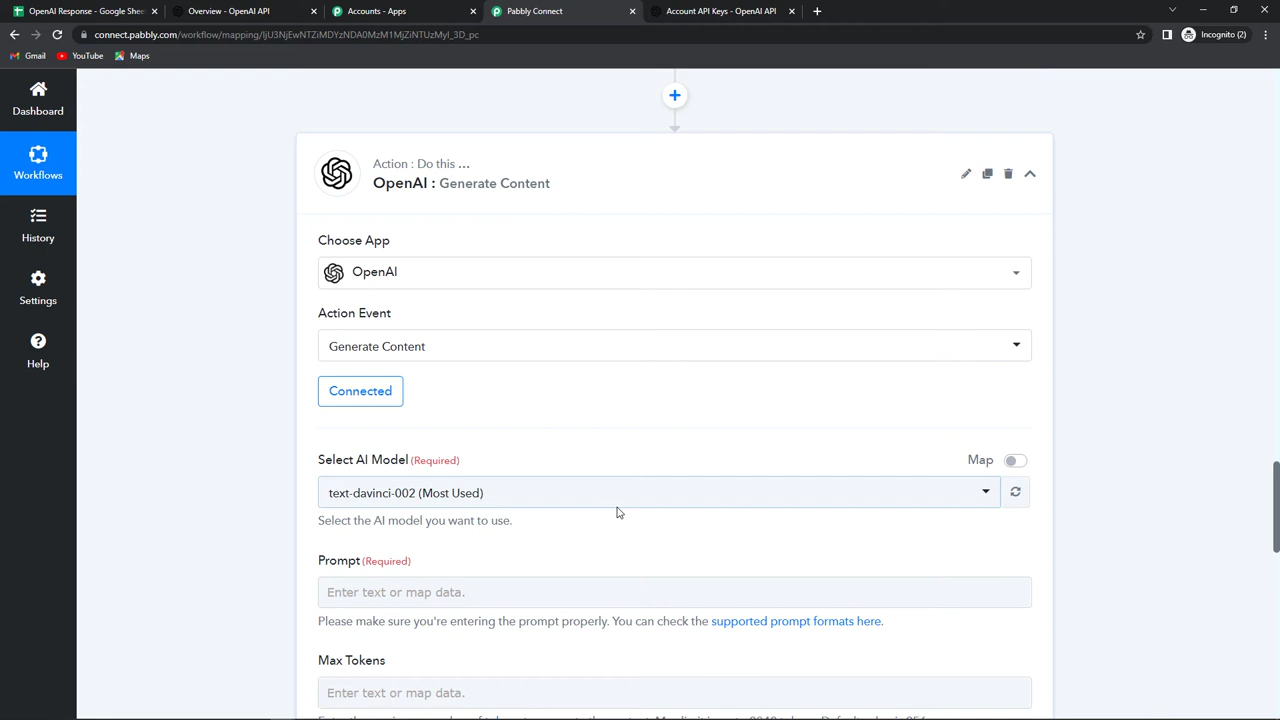 OpenAI Response - Google Shee
Overview - OpenAI API
Accounts - Apps
Pabbly Connect
Account API Keys - OpenAI API
connect.pabbly.com/workflow/mapping/
Incognito (2)
Gmail
YouTube
Maps
Dashboard
Workflows
History
Settings
Help
Action : Do this ...
OpenAI : Generate Content
Choose App
OpenAI
Action Event
Generate Content
Connected
Select AI Model (Required)
Map
text-davinci-002 (Most Used)
Select the AI model you want to use.
Prompt (Required)
Enter text or map data.
Please make sure you're entering the prompt properly. You can check the supported prompt formats here.
Max Tokens
Enter text or map data.